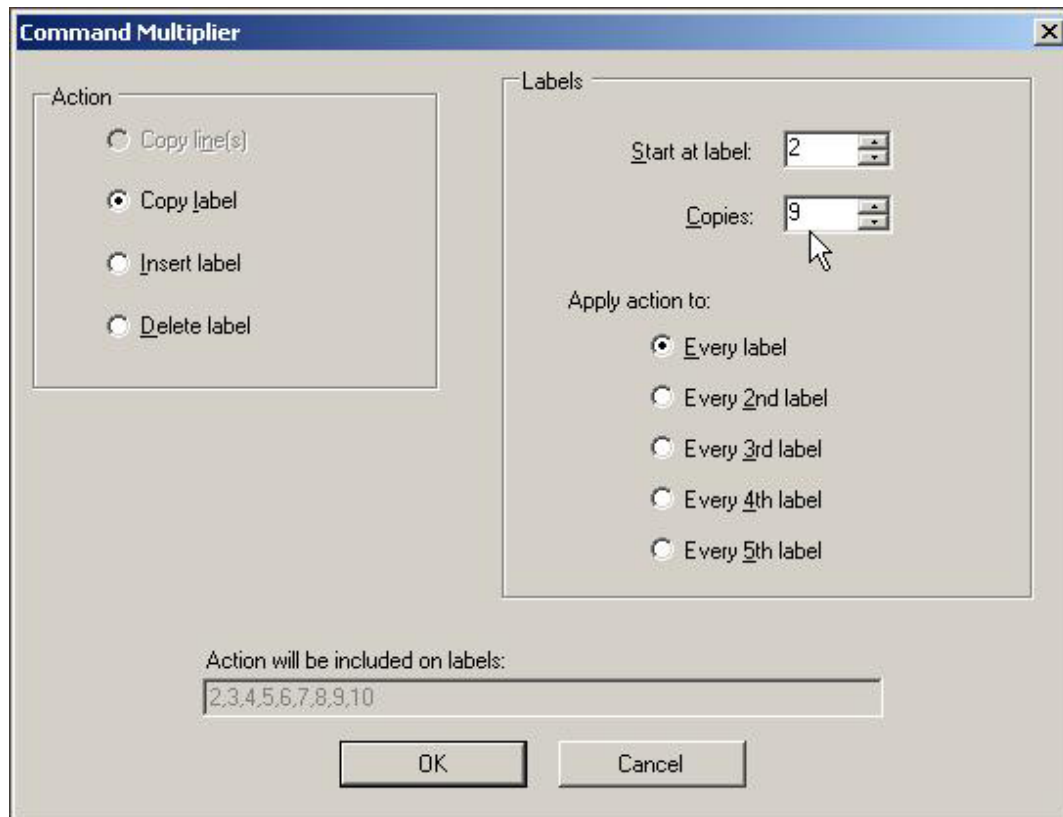 Command Multiplier
Action
Copy line(s)
Copy label
Insert label
Delete label
Labels
Start at label: 2
Copies: 9
Apply action to:
Every label
Every 2nd label
Every 3rd label
Every 4th label
Every 5th label
Action will be included on labels:
2,3,4,5,6,7,8,9,10
OK
Cancel